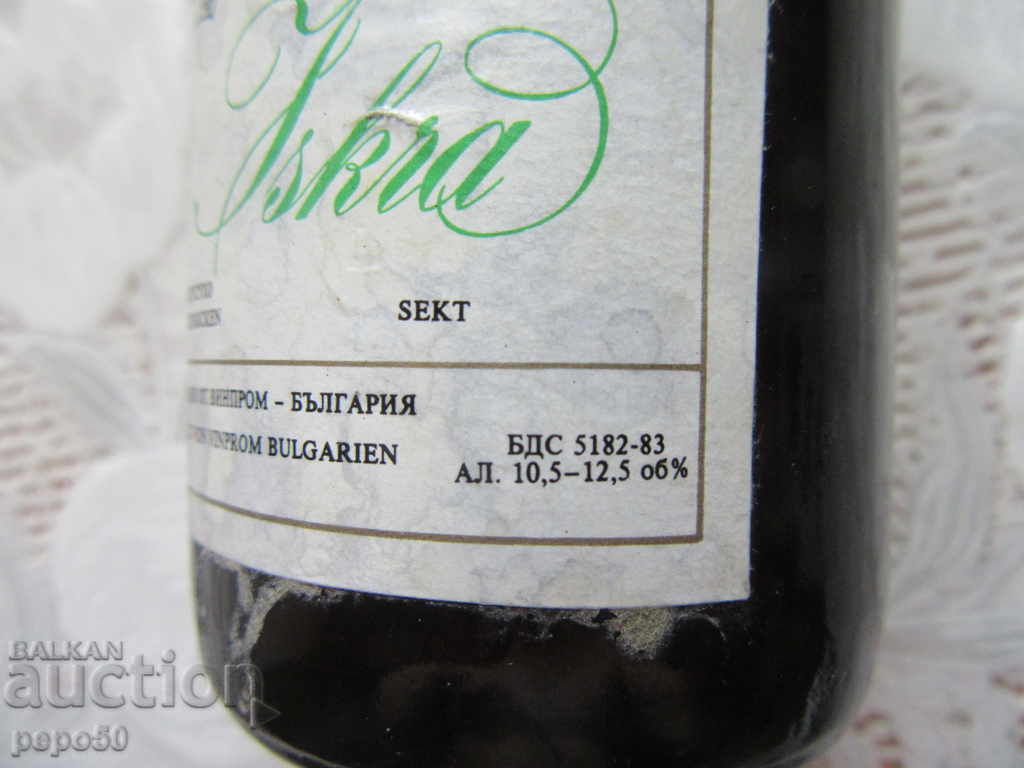 Iskra
SEKT
ВИНПРОМ – БЪЛГАРИЯ
VINPROM BULGARIEN
БДС 5182-83
АЛ. 10,5–12,5 об%
BALKAN
auction
pepo50